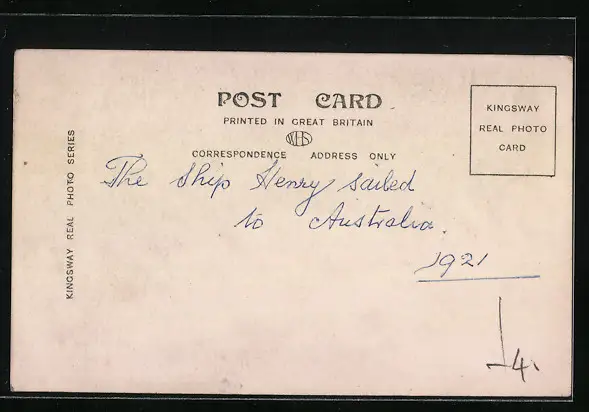 POST CARD
PRINTED IN GREAT BRITAIN
WHS
CORRESPONDENCE ADDRESS ONLY
KINGSWAY
REAL PHOTO
CARD
KINGSWAY REAL PHOTO SERIES
The Ship Henry sailed
to Australia.
1921
4.